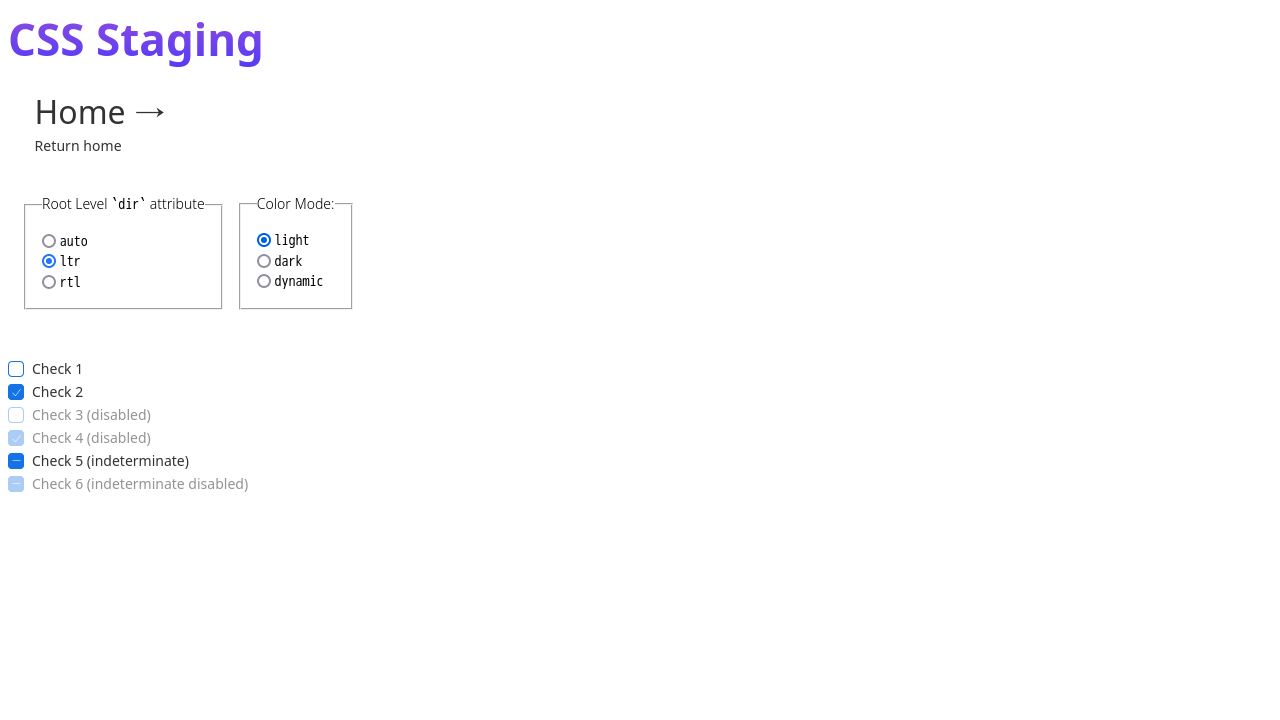 CSS Staging
Home →
Return home
Root Level `dir` attribute
auto
ltr
rtl
Color Mode:
light
dark
dynamic
Check 1
Check 2
Check 3 (disabled)
Check 4 (disabled)
Check 5 (indeterminate)
Check 6 (indeterminate disabled)